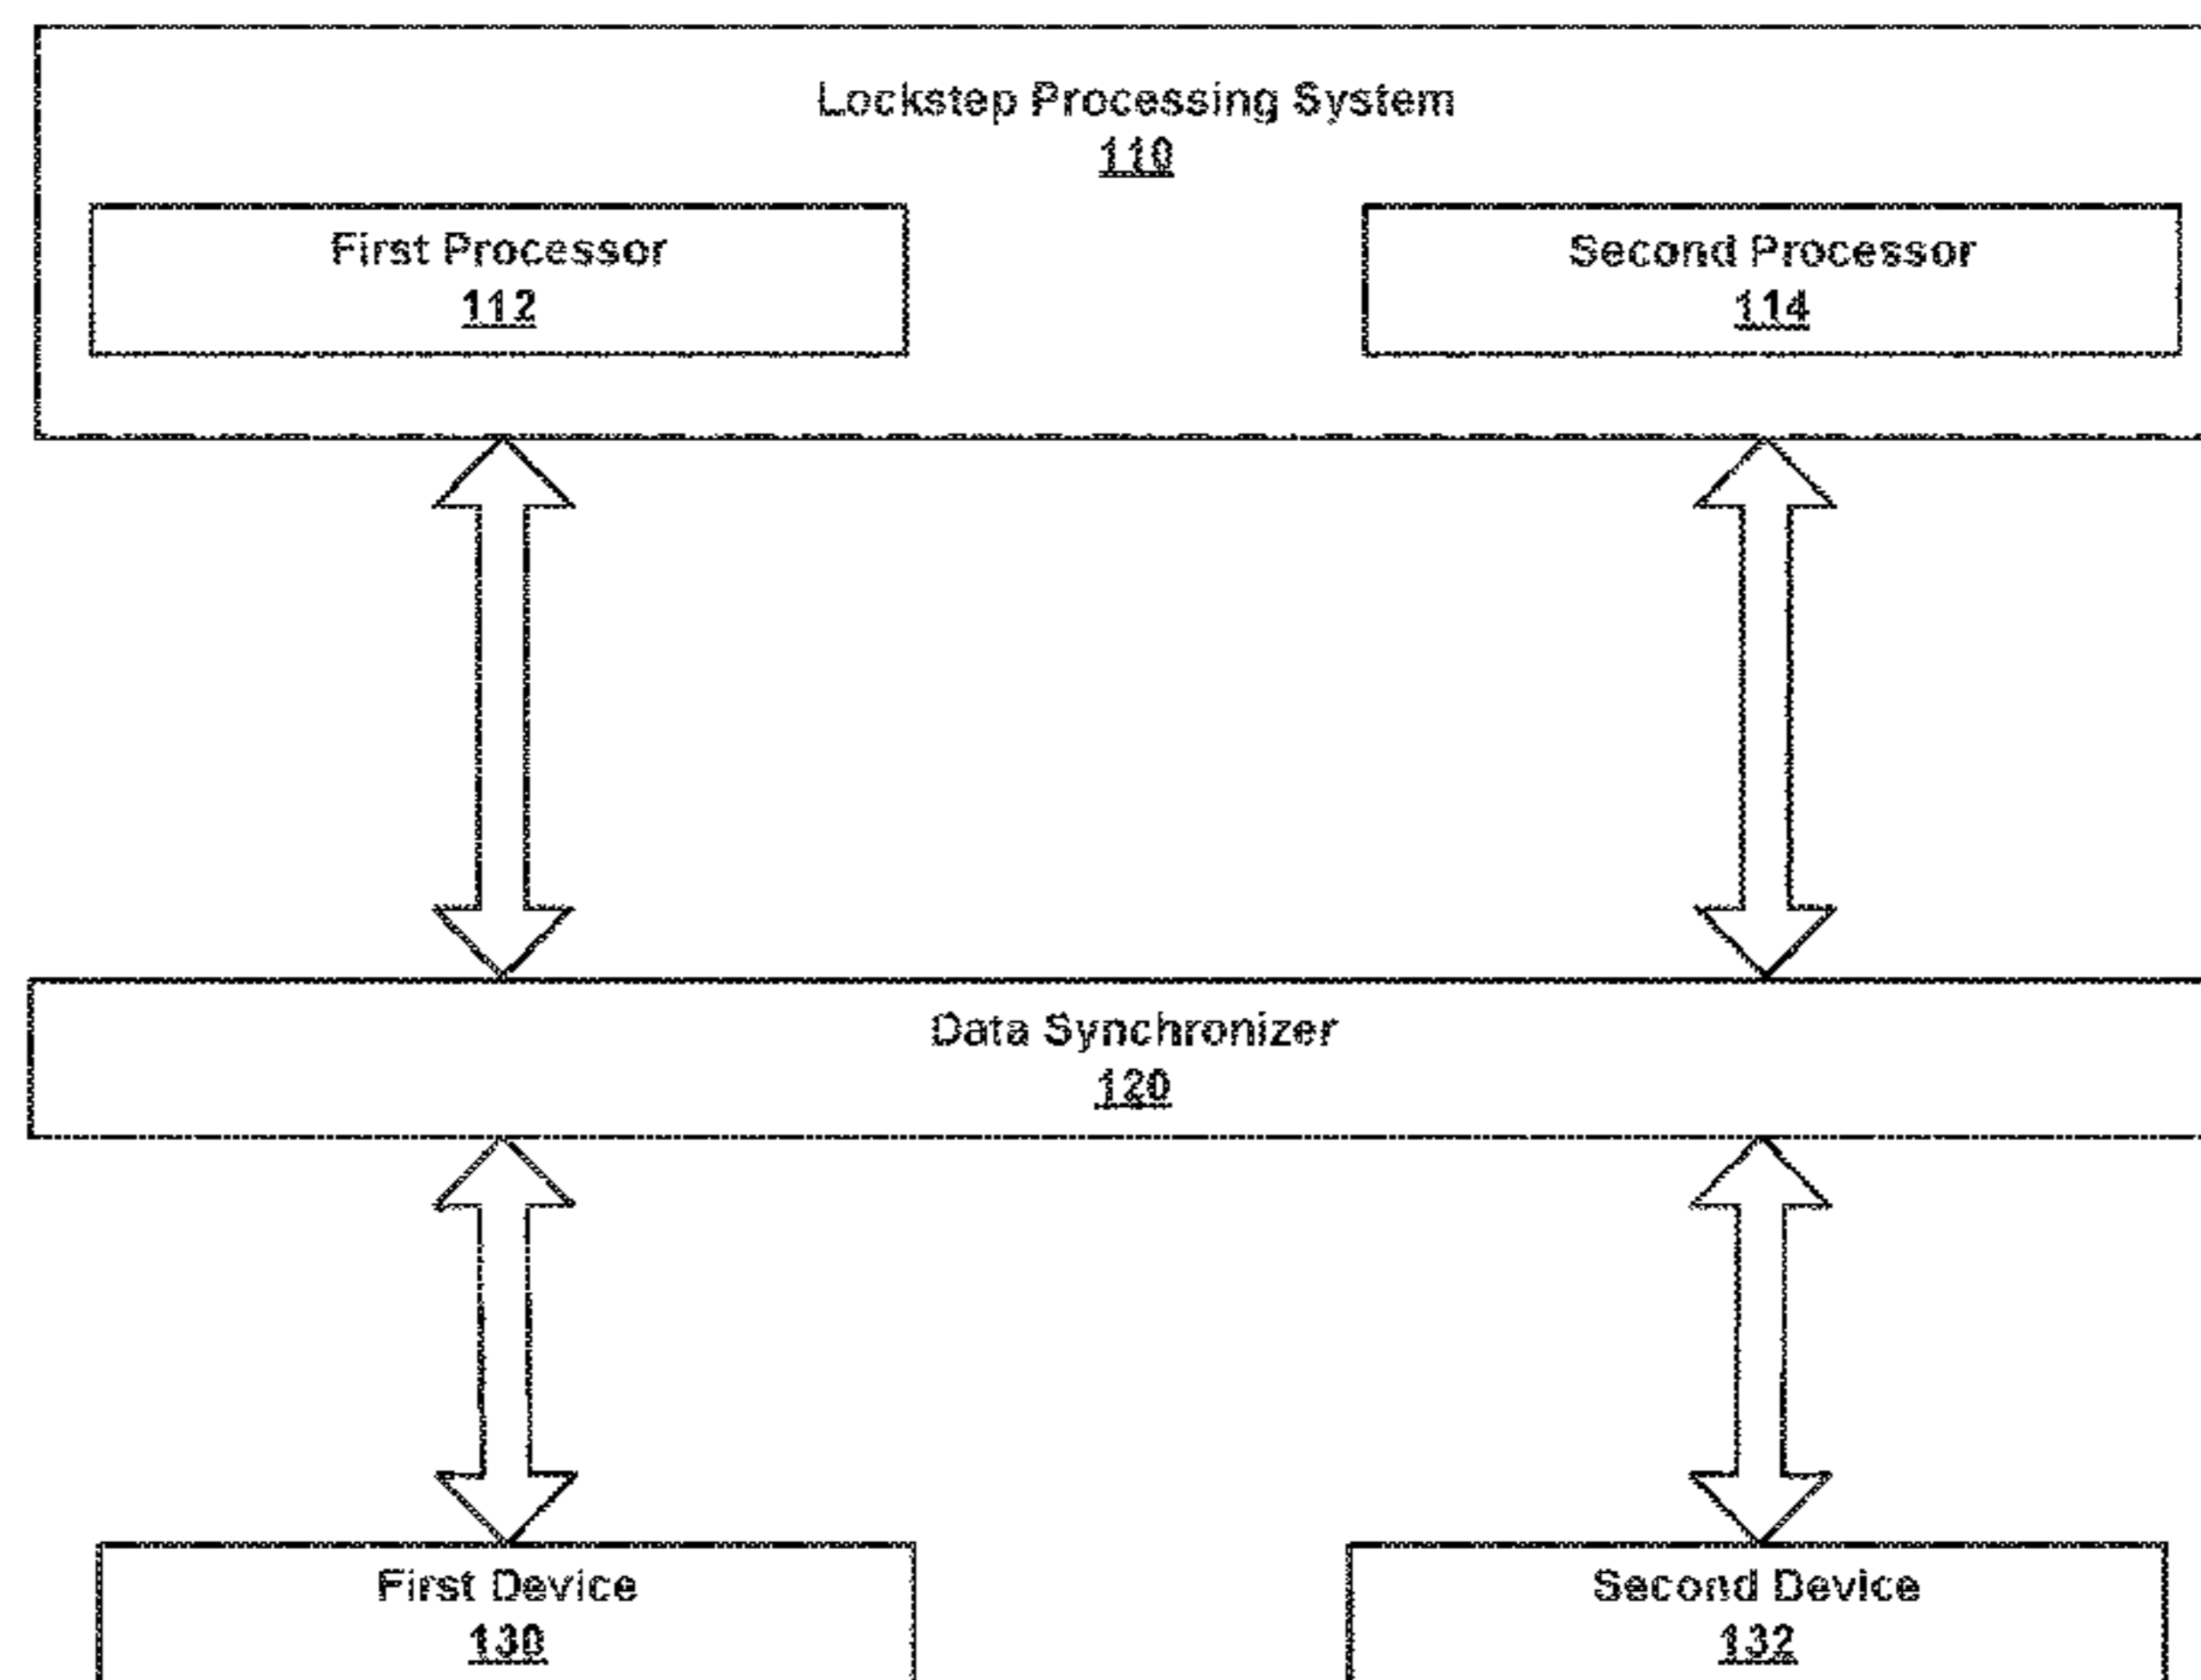 Lockstep Processing System
110
First Processor
112
Second Processor
114
Data Synchronizer
120
First Device
130
Second Device
132